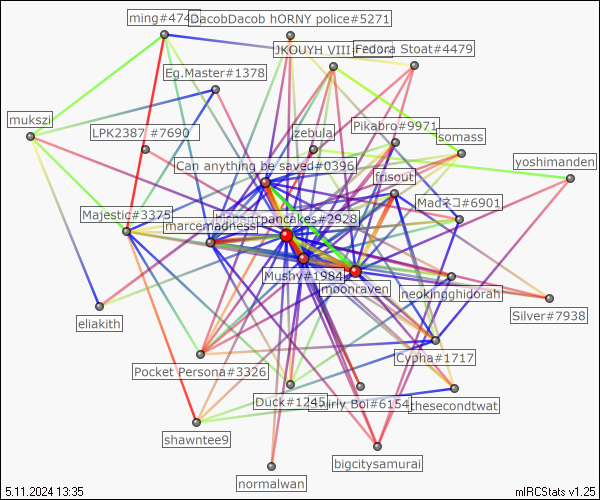 ming#474
DacobDacob hORNY police#5271
JKOUYH VIII
Fedora Stoat#4479
Eg.Master#1378
mukszi
LPK2387 #7690
zebula
Pikabro#9971
somass
yoshimanden
Can anything be saved#0396
frisout
Majestic#3375
marcemadness
pancakes#2928
Madネコ#6901
Mushy#1984
moonraven
neokingghidorah
eliakith
Silver#7938
Cypha#1717
Pocket Persona#3326
Duck#1245
Boi#6154
thesecondtwat
shawntee9
bigcitysamurai
normalwan
5.11.2024 13:35
mIRCStats v1.25